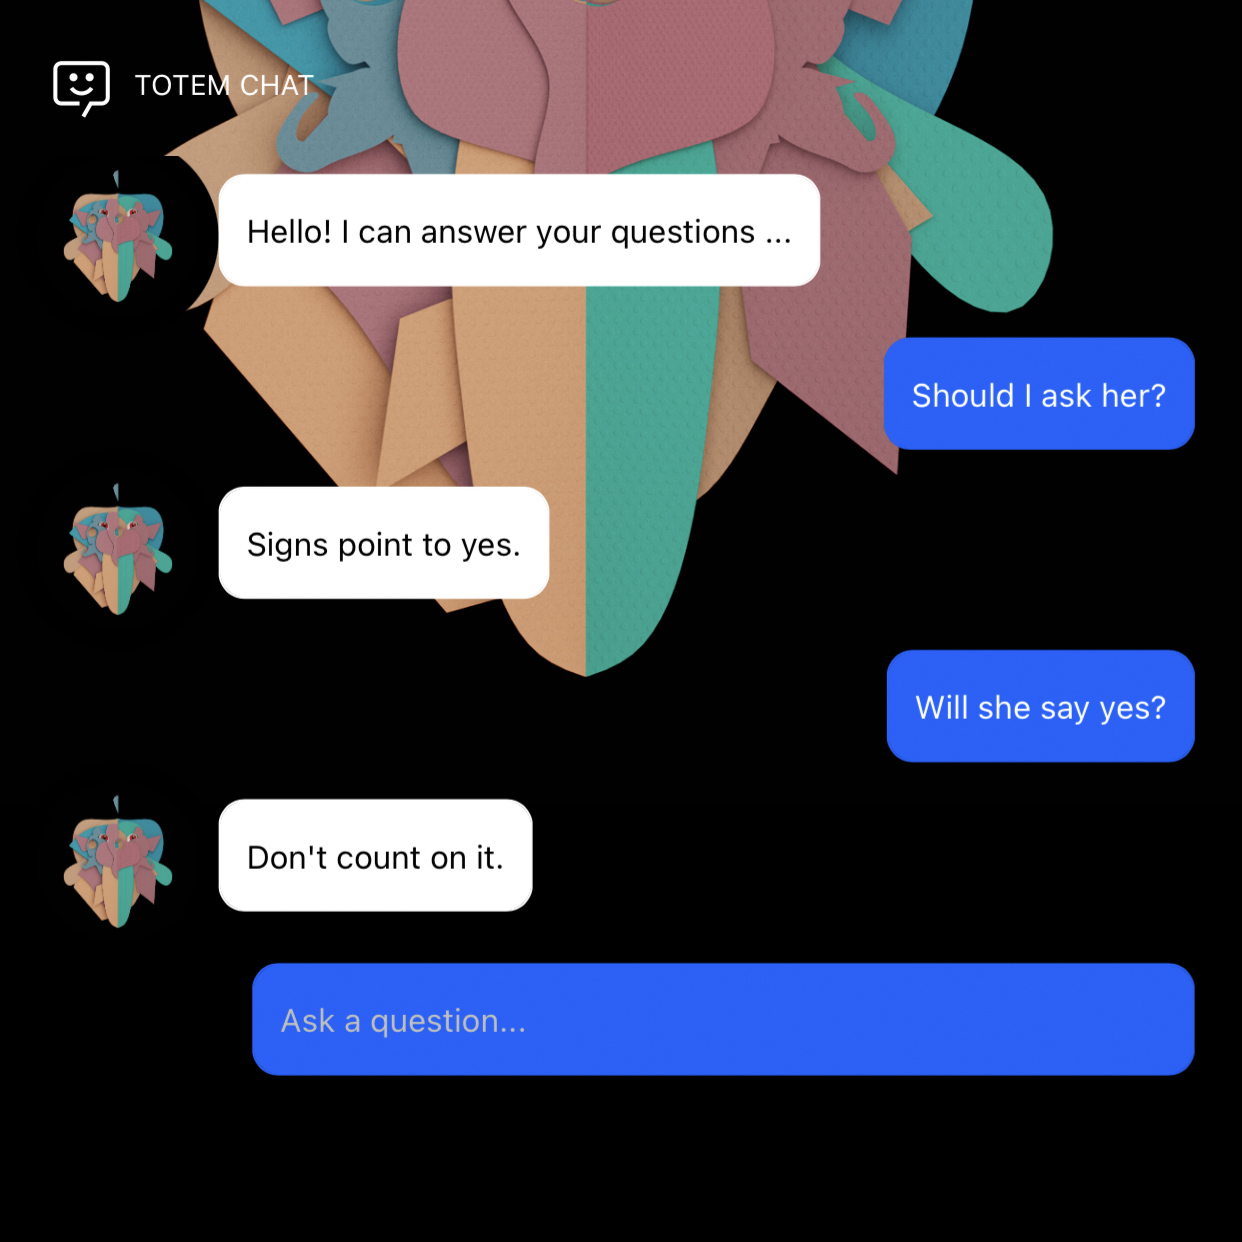 TOTEM CHAT
Hello! I can answer your questions ...
Should I ask her?
Signs point to yes.
Will she say yes?
Don't count on it.
Ask a question...